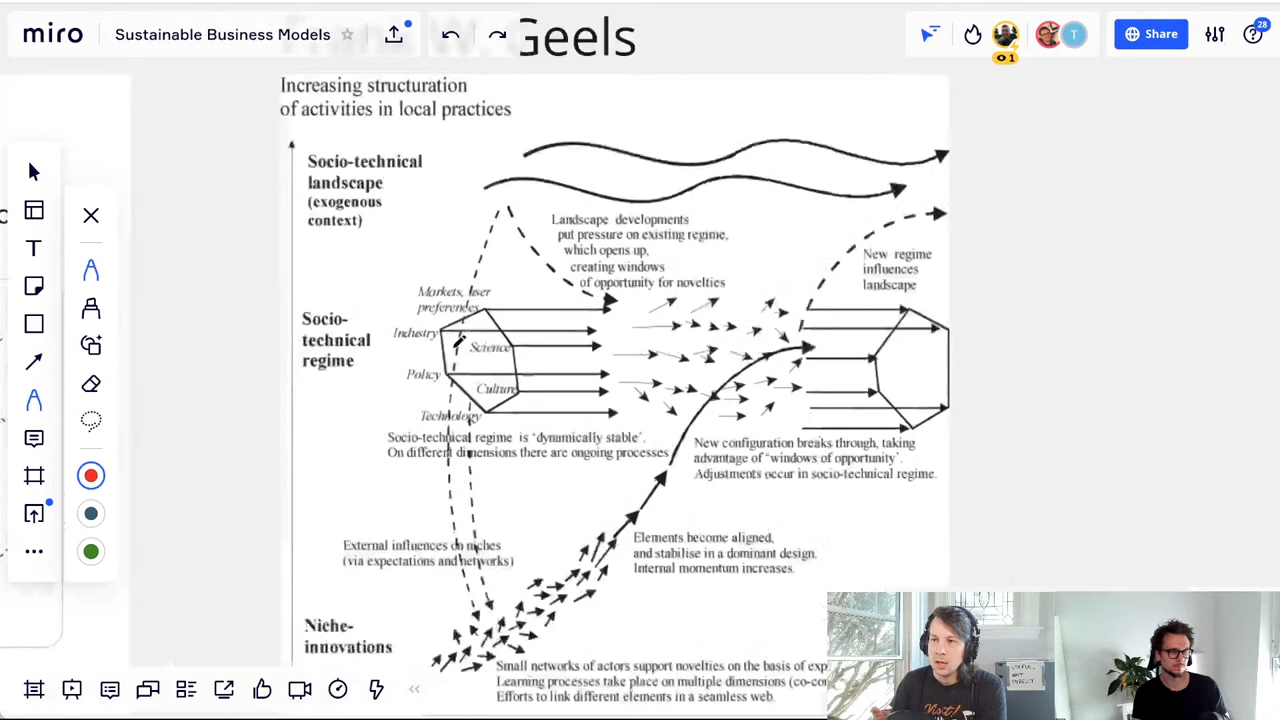 miro
Sustainable Business Models
Geels
1
T
Share
28
Increasing structuration
of activities in local practices
Socio-technical
landscape
(exogenous
context)
Landscape developments
put pressure on existing regime,
which opens up,
creating windows
of opportunity for novelties
New regime
influences
landscape
Markets, user
preferences
Socio-
technical
regime
Industry
Science
Policy
Culture
Technology
Socio-technical regime is 'dynamically stable'.
On different dimensions there are ongoing processes
New configuration breaks through, taking
advantage of 'windows of opportunity'.
Adjustments occur in socio-technical regime.
External influences on niches
(via expectations and networks)
Elements become aligned,
and stabilise in a dominant design.
Internal momentum increases.
Niche-
innovations
Small networks of actors support novelties on the basis of
Learning processes take place on multiple dimensions
Efforts to link different elements in a seamless web.
Visit!